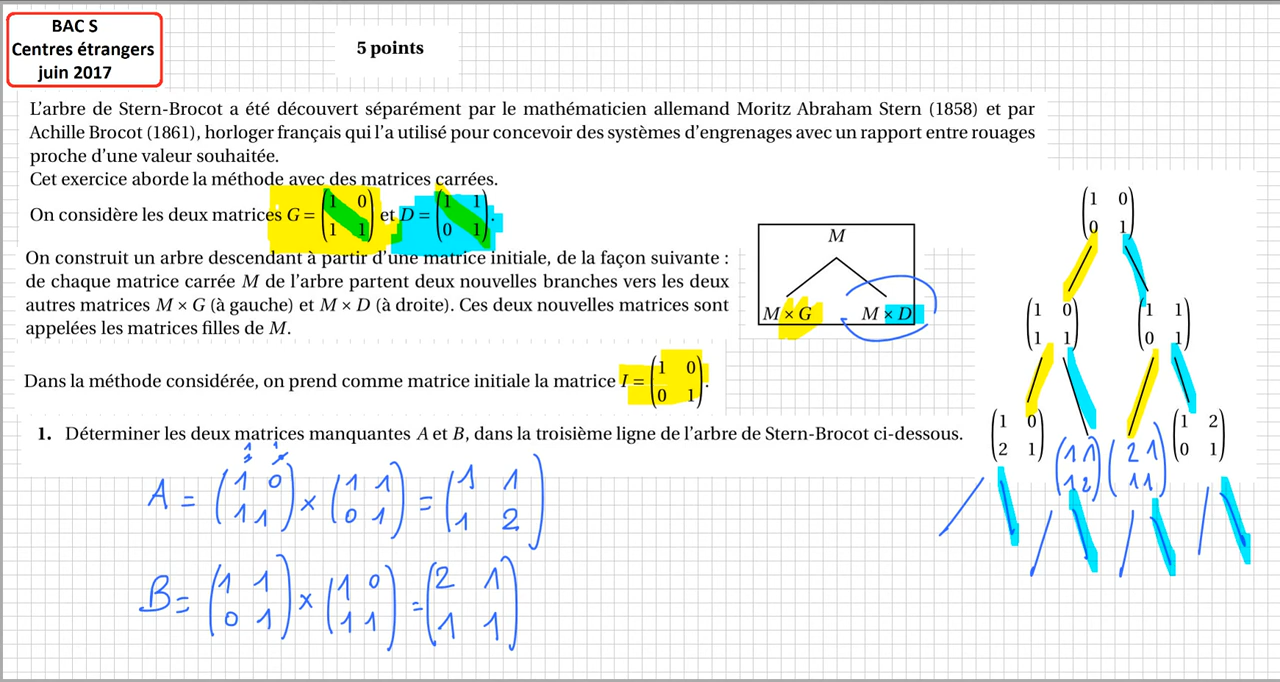 BAC S
Centres étrangers
juin 2017
5 points
L'arbre de Stern-Brocot a été découvert séparément par le mathématicien allemand Moritz Abraham Stern (1858) et par
Achille Brocot (1861), horloger français qui l'a utilisé pour concevoir des systèmes d'engrenages avec un rapport entre rouages
proche d'une valeur souhaitée.
Cet exercice aborde la méthode avec des matrices carrées.
On considère les deux matrices G = (1 0 / 1 1) et D = (1 1 / 0 1).
On construit un arbre descendant à partir d'une matrice initiale, de la façon suivante :
de chaque matrice carrée M de l'arbre partent deux nouvelles branches vers les deux
autres matrices M × G (à gauche) et M × D (à droite). Ces deux nouvelles matrices sont
appelées les matrices filles de M.
M
M × G M × D
Dans la méthode considérée, on prend comme matrice initiale la matrice I = (1 0 / 0 1).
1. Déterminer les deux matrices manquantes A et B, dans la troisième ligne de l'arbre de Stern-Brocot ci-dessous.
A = (1 0 / 1 1) × (1 1 / 0 1) = (1 1 / 1 2)
B = (1 1 / 0 1) × (1 0 / 1 1) = (2 1 / 1 1)
(1 0 / 0 1)
(1 0 / 1 1) (1 1 / 0 1)
(1 0 / 2 1) (1 1 / 1 2) (2 1 / 1 1) (1 2 / 0 1)